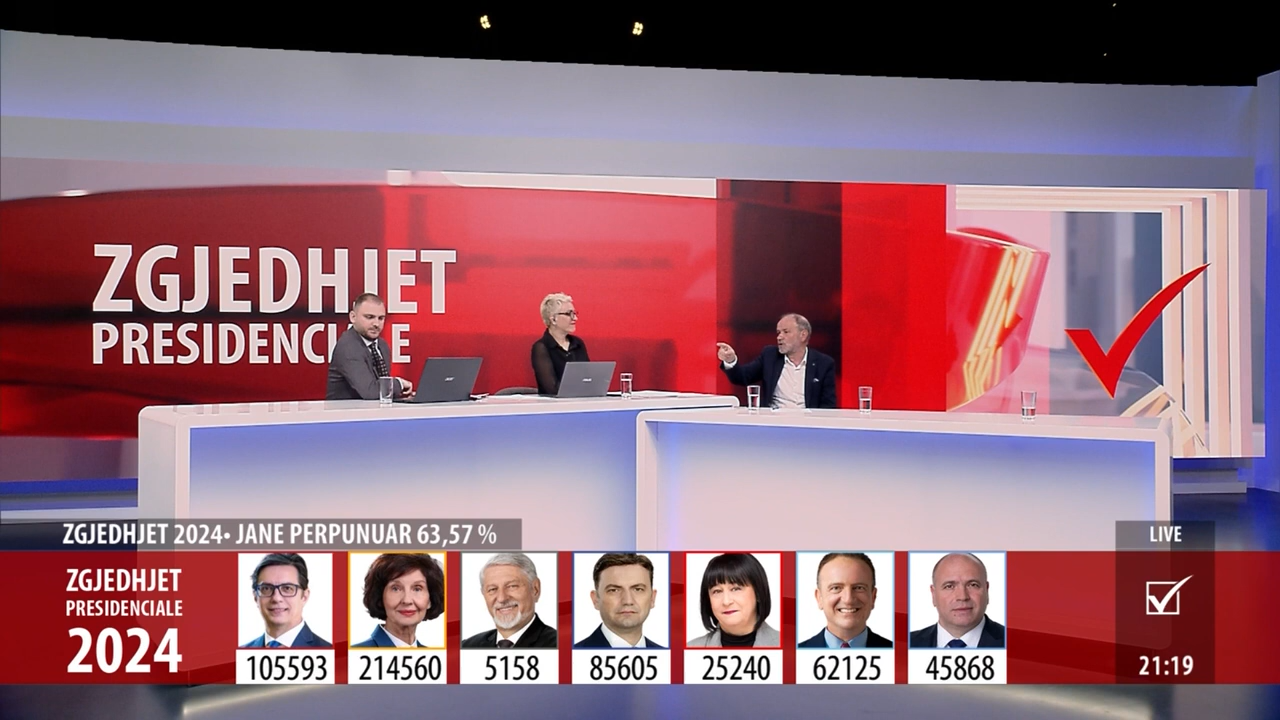 ZGJEDHJET
PRESIDENCIALE
ZGJEDHJET 2024• JANE PERPUNUAR 63,57 %
LIVE
ZGJEDHJET
PRESIDENCIALE
2024
105593
214560
5158
85605
25240
62125
45868
21:19